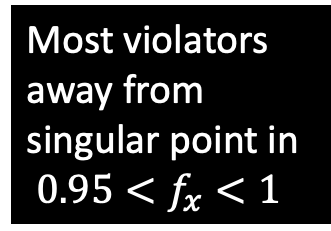 Most violators
away from
singular point in
0.95 < fₓ < 1